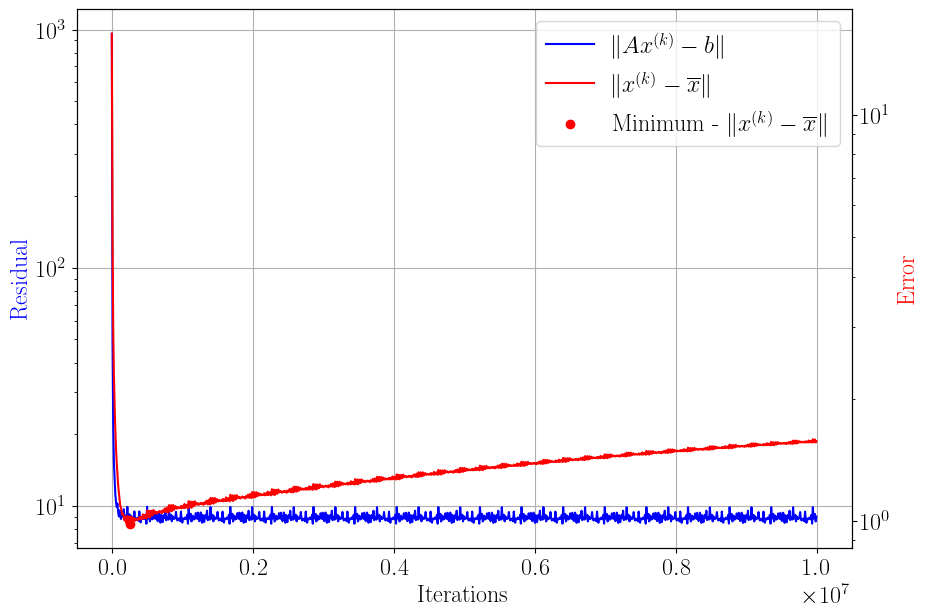 10³
10²
10¹
Residual
‖Ax⁽ᵏ⁾ − b‖
‖x⁽ᵏ⁾ − x̅‖
Minimum - ‖x⁽ᵏ⁾ − x̅‖
10¹
10⁰
Error
0.0 0.2 0.4 0.6 0.8 1.0
×10⁷
Iterations